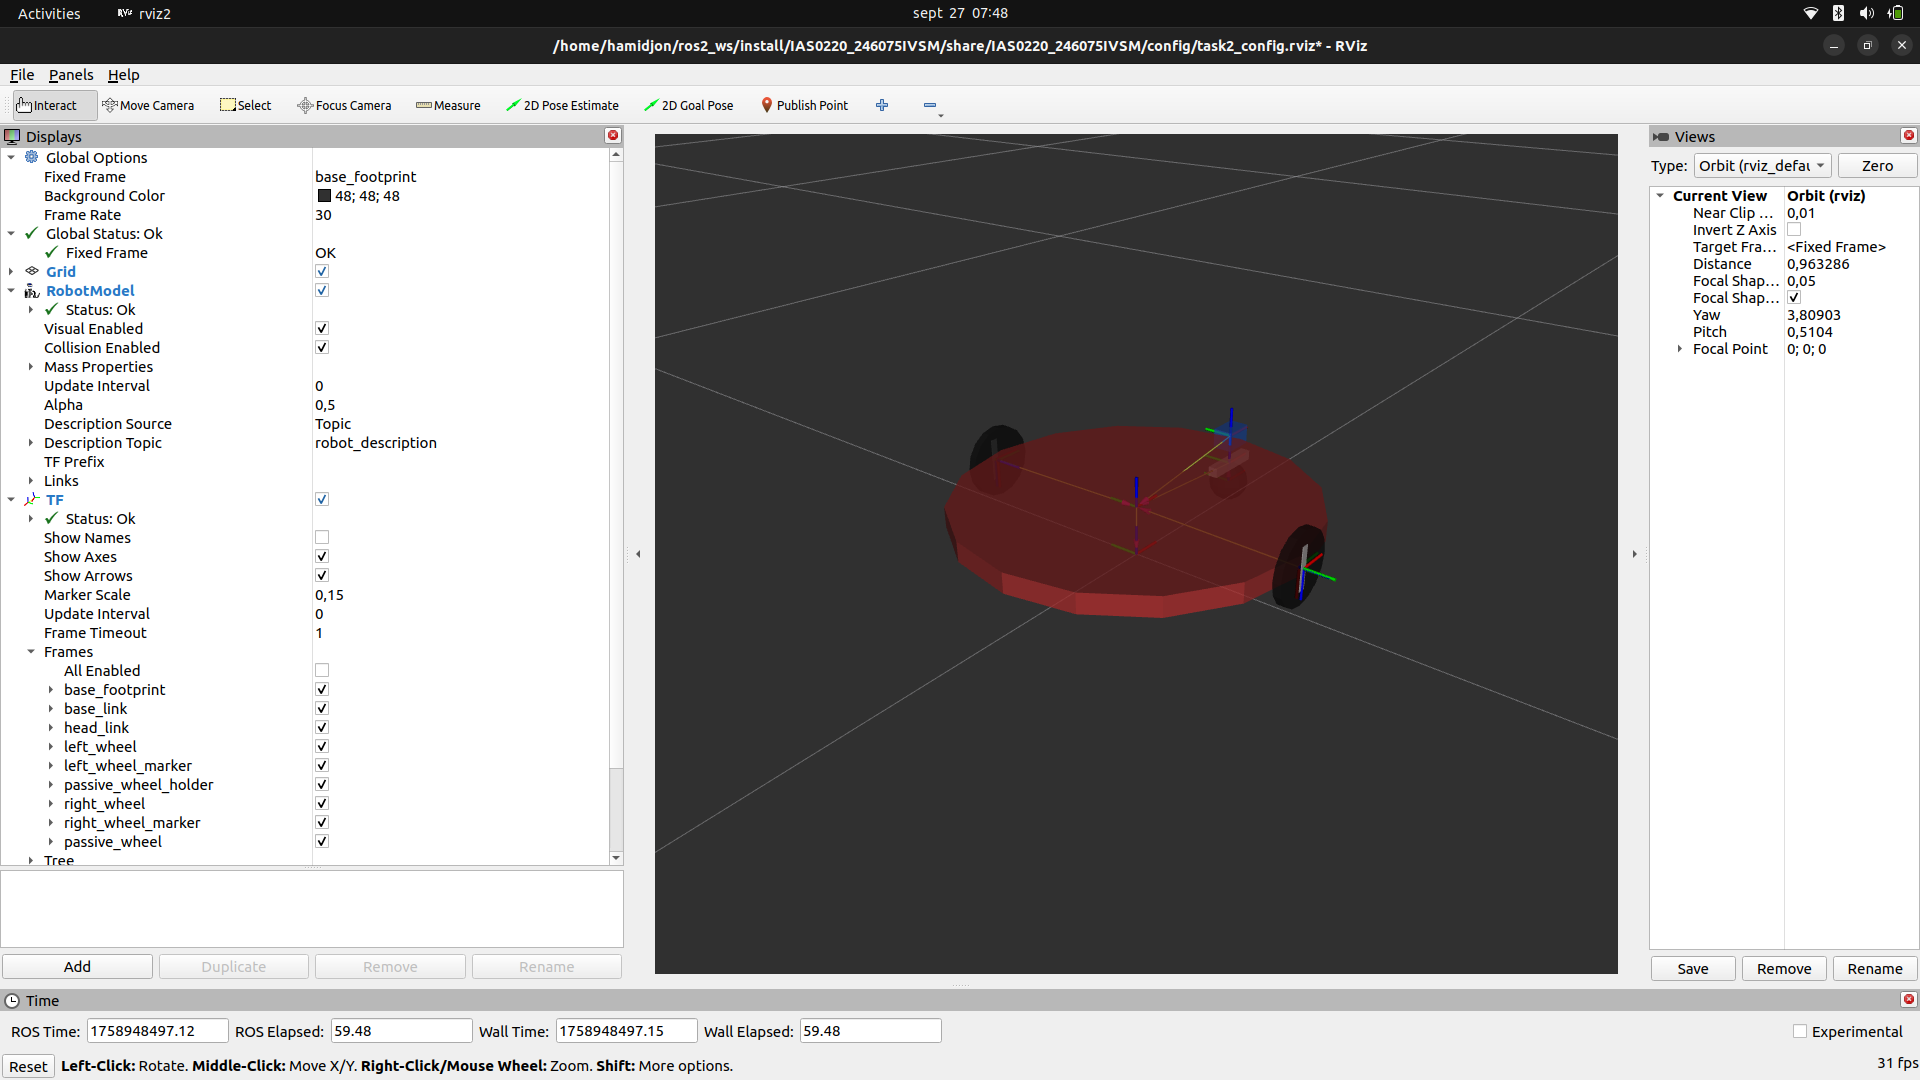 Activities rviz2 sept 27 07:48
/home/hamidjon/ros2_ws/install/IAS0220_246075IVSM/share/IAS0220_246075IVSM/config/task2_config.rviz* - RViz
File Panels Help
Interact Move Camera Select Focus Camera Measure 2D Pose Estimate 2D Goal Pose Publish Point
Displays
Global Options
Fixed Frame base_footprint
Background Color 48; 48; 48
Frame Rate 30
Global Status: Ok
Fixed Frame OK
Grid
RobotModel
Status: Ok
Visual Enabled
Collision Enabled
Mass Properties
Update Interval 0
Alpha 0,5
Description Source Topic
Description Topic robot_description
TF Prefix
Links
TF
Status: Ok
Show Names
Show Axes
Show Arrows
Marker Scale 0,15
Update Interval 0
Frame Timeout 1
Frames
All Enabled
base_footprint
base_link
head_link
left_wheel
left_wheel_marker
passive_wheel_holder
right_wheel
right_wheel_marker
passive_wheel
Tree
Add Duplicate Remove Rename
Views
Type: Orbit (rviz_defau Zero
Current View Orbit (rviz)
Near Clip ... 0,01
Invert Z Axis
Target Fra... <Fixed Frame>
Distance 0,963286
Focal Shap... 0,05
Focal Shap...
Yaw 3,80903
Pitch 0,5104
Focal Point 0; 0; 0
Save Remove Rename
Time
ROS Time: 1758948497.12 ROS Elapsed: 59.48 Wall Time: 1758948497.15 Wall Elapsed: 59.48 Experimental
Reset Left-Click: Rotate. Middle-Click: Move X/Y. Right-Click/Mouse Wheel: Zoom. Shift: More options. 31 fps